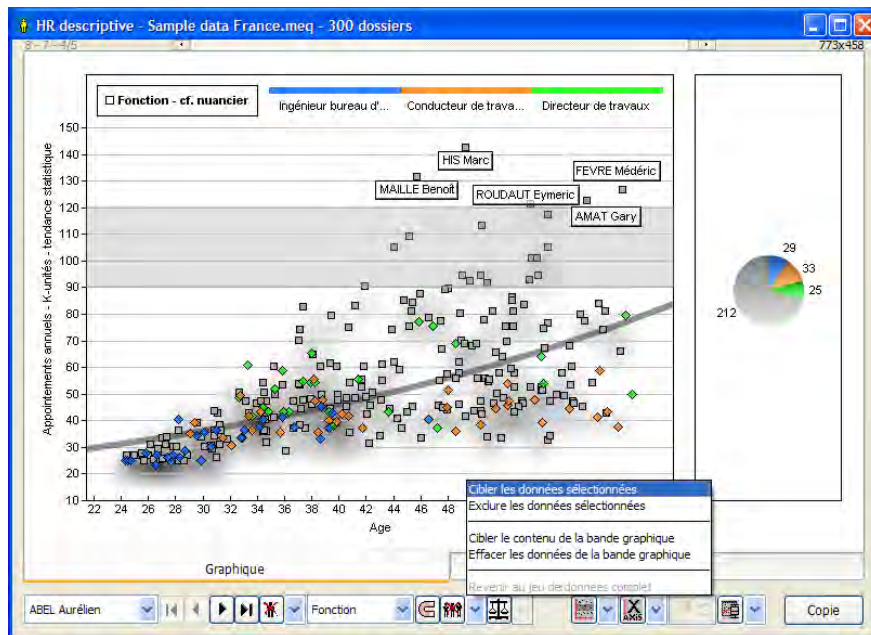 HR descriptive - Sample data France.meq - 300 dossiers
8 - 7 - -4/5
773x458
Fonction - cf. nuancier
Ingénieur bureau d'...
Conducteur de trava...
Directeur de travaux
Appointements annuels - K-unités - tendance statistique
150
140
130
120
110
100
90
80
70
60
50
40
30
20
10
HIS Marc
MAILLE Benoît
FEVRE Médéric
ROUDAUT Eymeric
AMAT Gary
22 24 26 28 30 32 34 36 38 40 42 44 46 48
Age
29
33
25
212
Cibler les données sélectionnées
Exclure les données sélectionnées
Cibler le contenu de la bande graphique
Effacer les données de la bande graphique
Revenir au jeu de données complet
Graphique
ABEL Aurélien
Fonction
X
AXIS
Copie